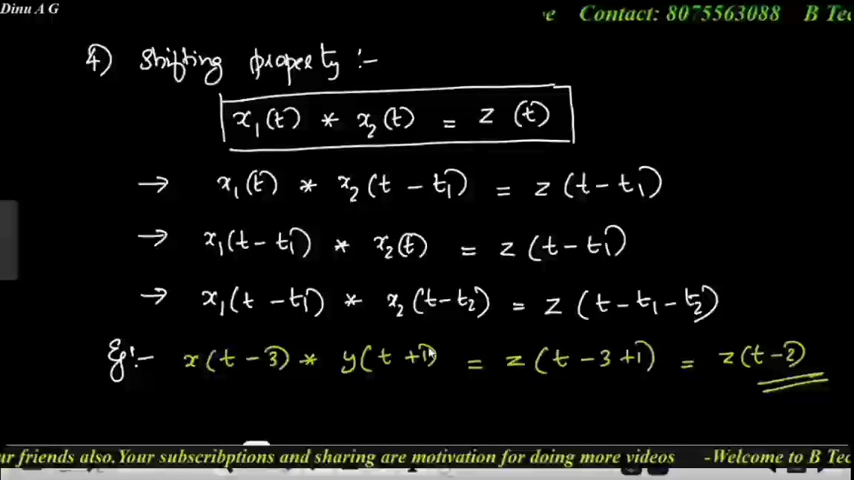 Dinu A G
e Contact: 8075563088 B Tec
4) Shifting property :-
x₁(t) * x₂(t) = z (t)
→ x₁(t) * x₂(t - t₁) = z (t - t₁)
→ x₁(t - t₁) * x₂(t) = z (t - t₁)
→ x₁(t - t₁) * x₂(t - t₂) = z (t - t₁ - t₂)
Eg:- x(t - 3) * y(t + 1) = z (t - 3 + 1) = z(t - 2)
ur friends also.Your subscribptions and sharing are motivation for doing more videos -Welcome to B Tec